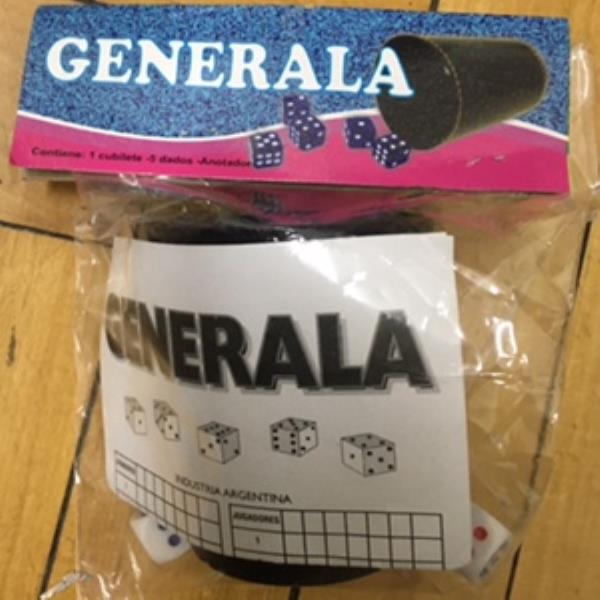 GENERALA
Contiene: 1 cubilete -5 dados -Anotador
GENERALA
INDUSTRIA ARGENTINA
JUGADORES
1